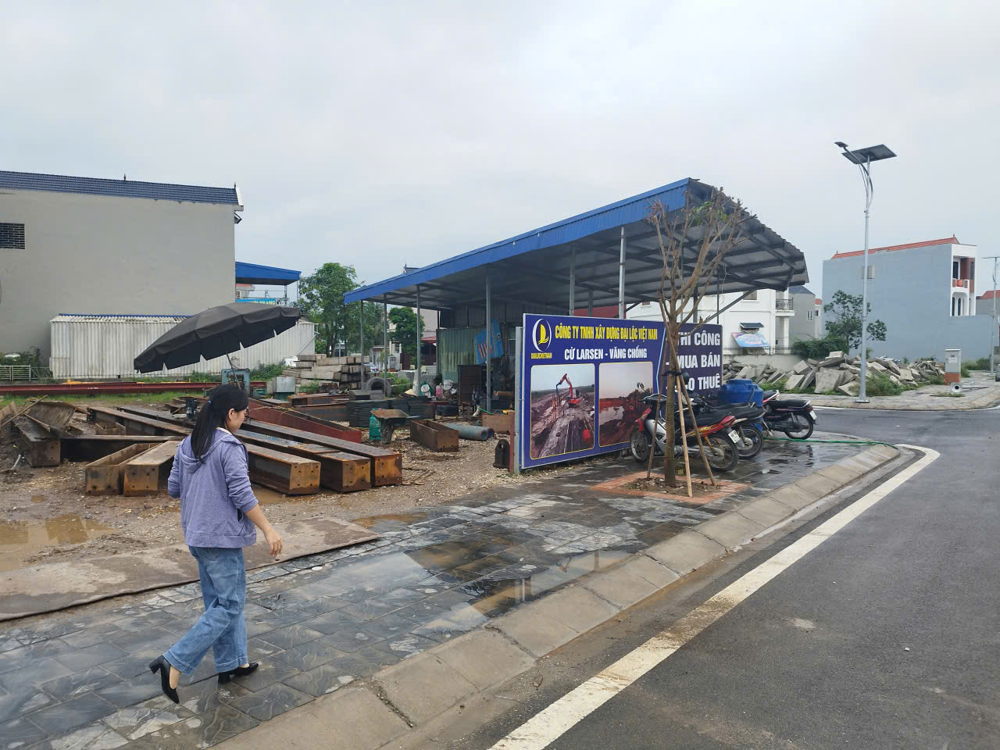 CÔNG TY TNHH XÂY DỰNG ĐẠI LỘC VIỆT NAM
CỪ LARSEN - VĂNG CHỐNG
DAILOCVIETNAM
THI CÔNG
MUA BÁN
O THUÊ